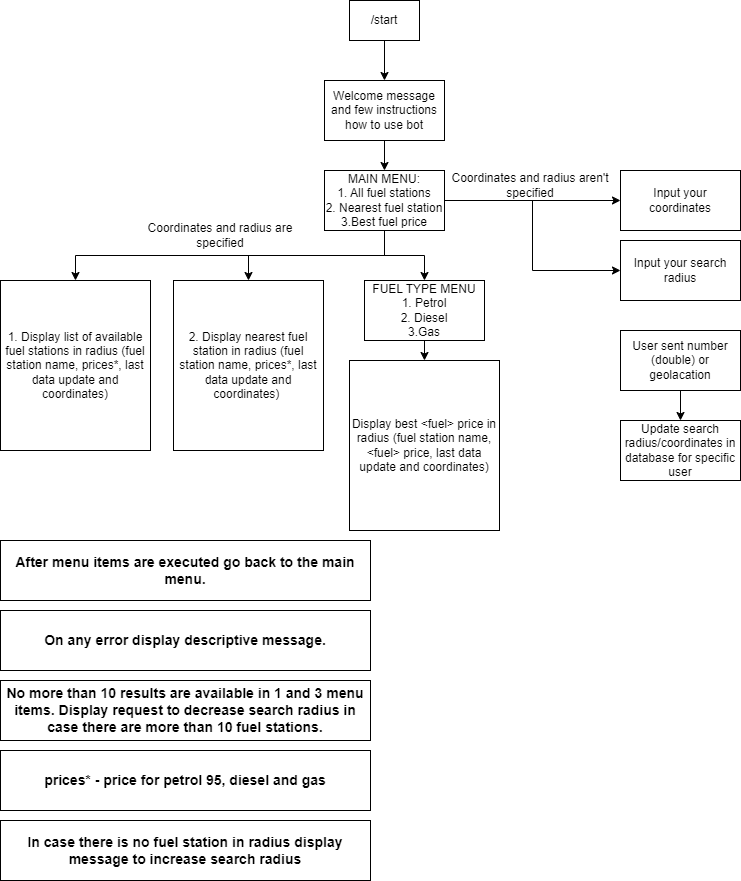 /start
Welcome message
and few instructions
how to use bot
MAIN MENU:
1. All fuel stations
2. Nearest fuel station
3.Best fuel price
Coordinates and radius aren't
specified
Input your
coordinates
Input your search
radius
Coordinates and radius are
specified
1. Display list of available
fuel stations in radius (fuel
station name, prices*, last
data update and
coordinates)
2. Display nearest fuel
station in radius (fuel
station name, prices*, last
data update and
coordinates)
FUEL TYPE MENU
1. Petrol
2. Diesel
3.Gas
Display best <fuel> price in
radius (fuel station name,
<fuel> price, last data
update and coordinates)
User sent number
(double) or
geolacation
Update search
radius/coordinates in
database for specific
user
After menu items are executed go back to the main
menu.
On any error display descriptive message.
No more than 10 results are available in 1 and 3 menu
items. Display request to decrease search radius in
case there are more than 10 fuel stations.
prices* - price for petrol 95, diesel and gas
In case there is no fuel station in radius display
message to increase search radius